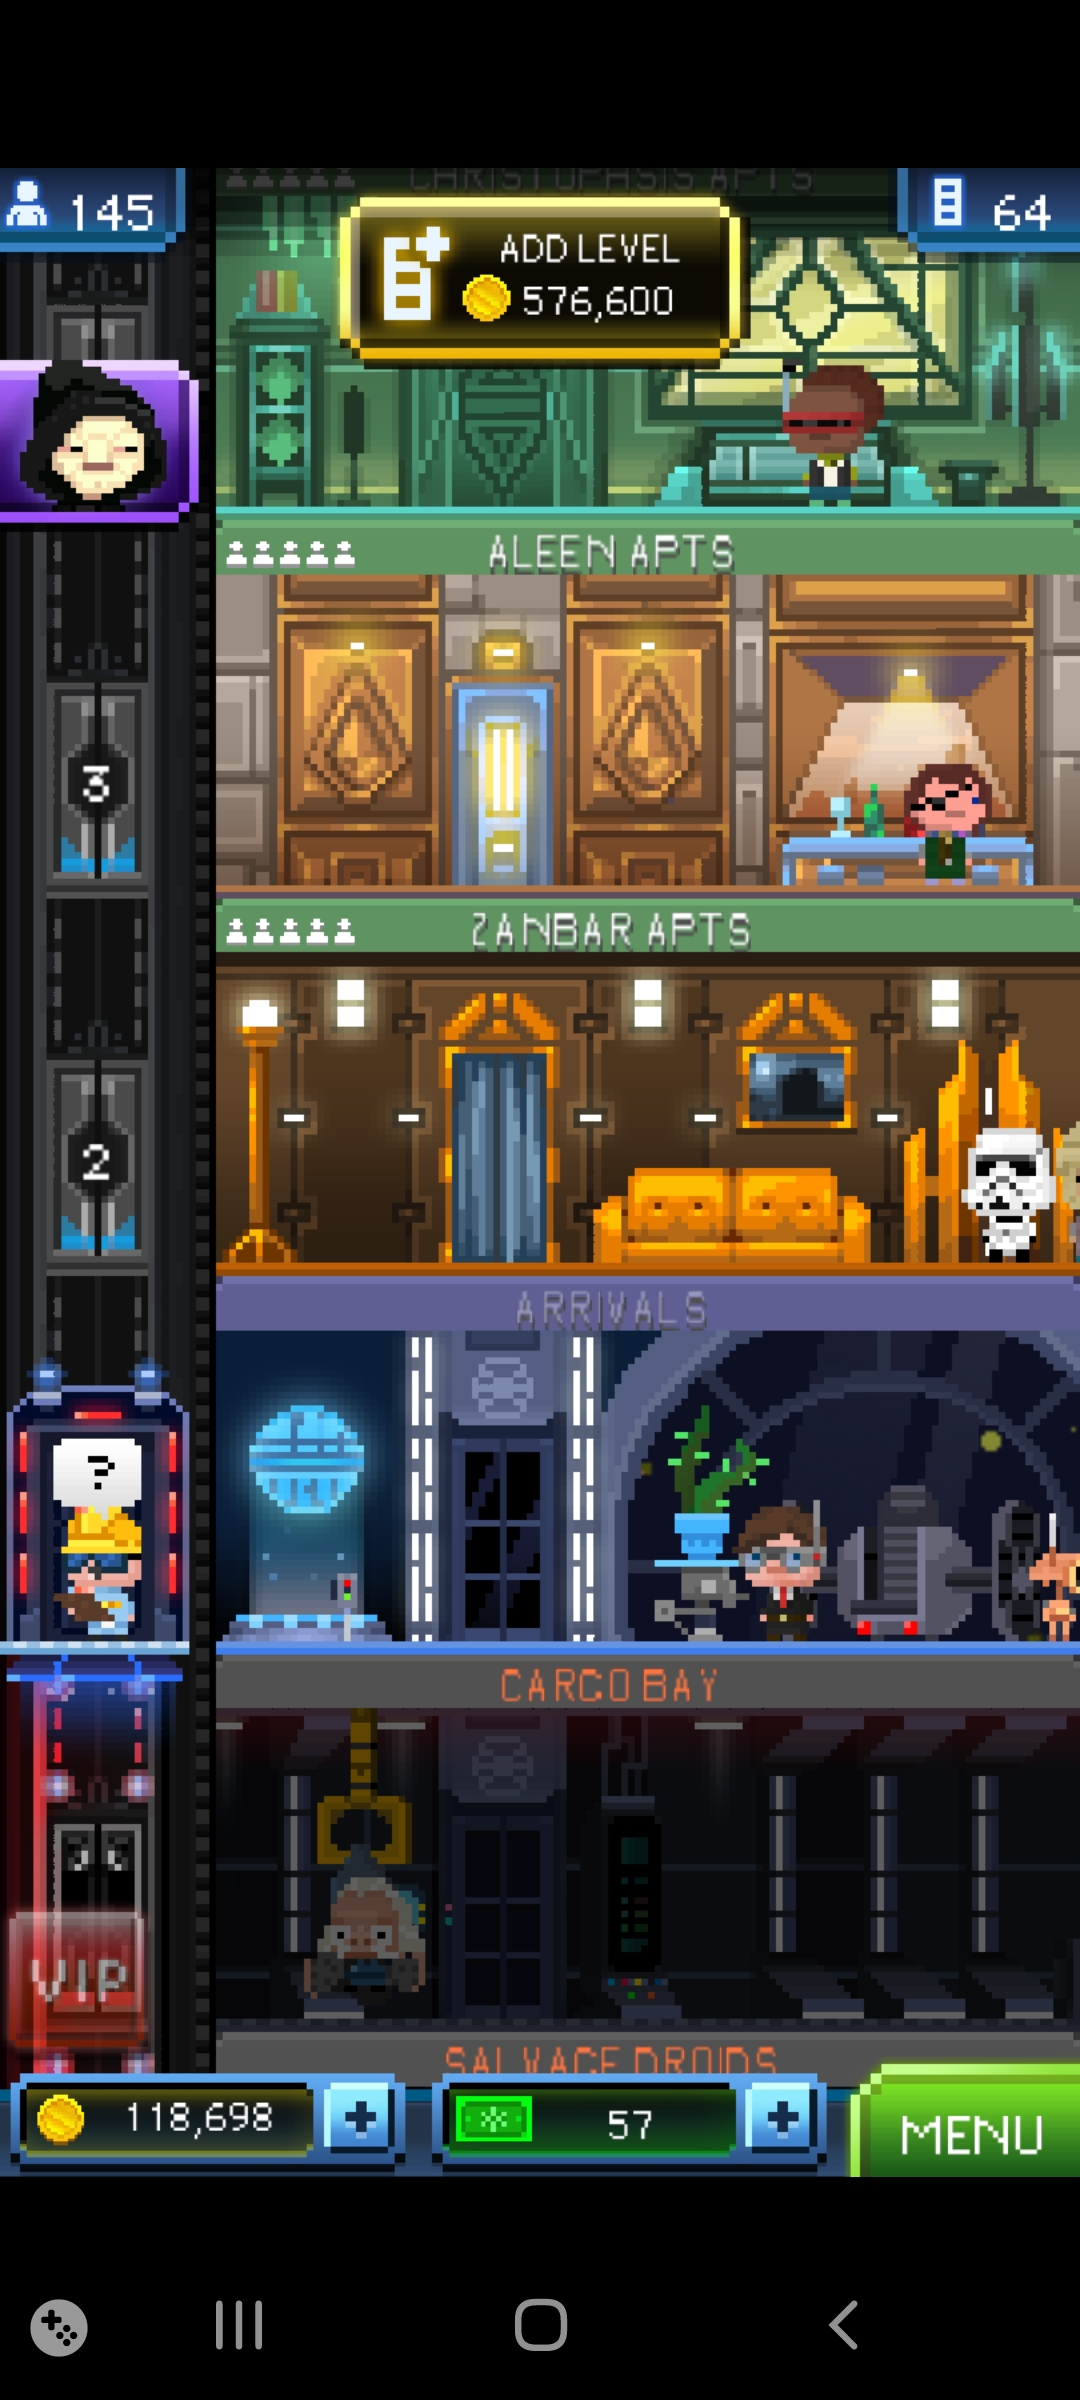 145
CHRISTOPHSIS APTS
64
ADD LEVEL
576,600
ALEEN APTS
3
ZANBAR APTS
2
ARRIVALS
?
CARGO BAY
VIP
SALVAGE DROIDS
118,698
57
MENU